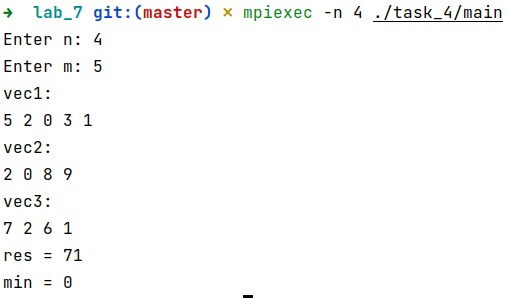 ➜  lab_7 git:(master) ✗ mpiexec -n 4 ./task_4/main
Enter n: 4
Enter m: 5
vec1:
5 2 0 3 1
vec2:
2 0 8 9
vec3:
7 2 6 1
res = 71
min = 0